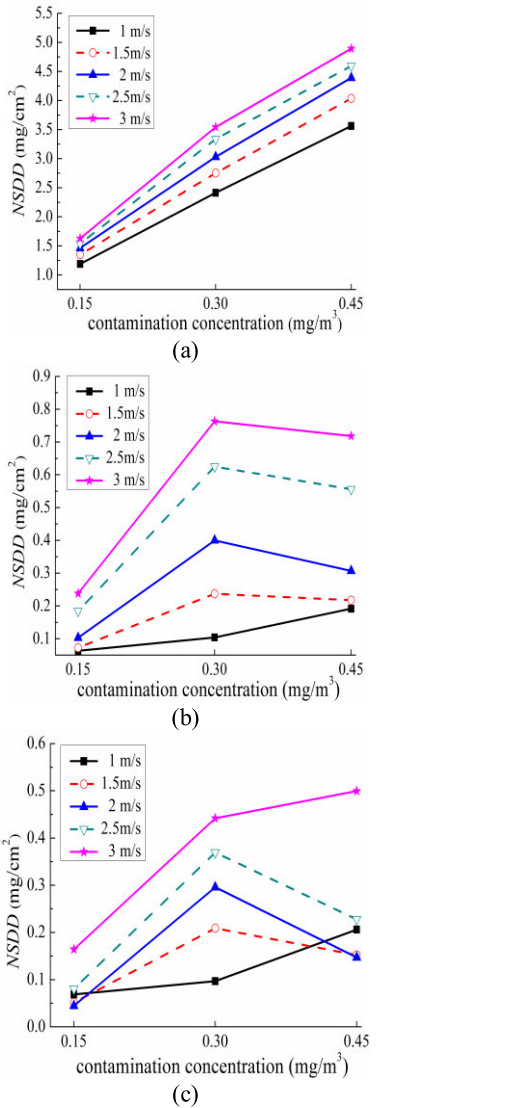 5.5
5.0
4.5
4.0
3.5
3.0
2.5
2.0
1.5
1.0
NSDD (mg/cm²)
1 m/s
1.5m/s
2 m/s
2.5m/s
3 m/s
0.15 0.30 0.45
contamination concentration (mg/m³)
(a)
0.9
0.8
0.7
0.6
0.5
0.4
0.3
0.2
0.1
NSDD (mg/cm²)
1 m/s
1.5m/s
2 m/s
2.5m/s
3 m/s
0.15 0.30 0.45
contamination concentration (mg/m³)
(b)
0.6
0.5
0.4
0.3
0.2
0.1
0.0
NSDD (mg/cm²)
1 m/s
1.5m/s
2 m/s
2.5m/s
3 m/s
0.15 0.30 0.45
contamination concentration (mg/m³)
(c)